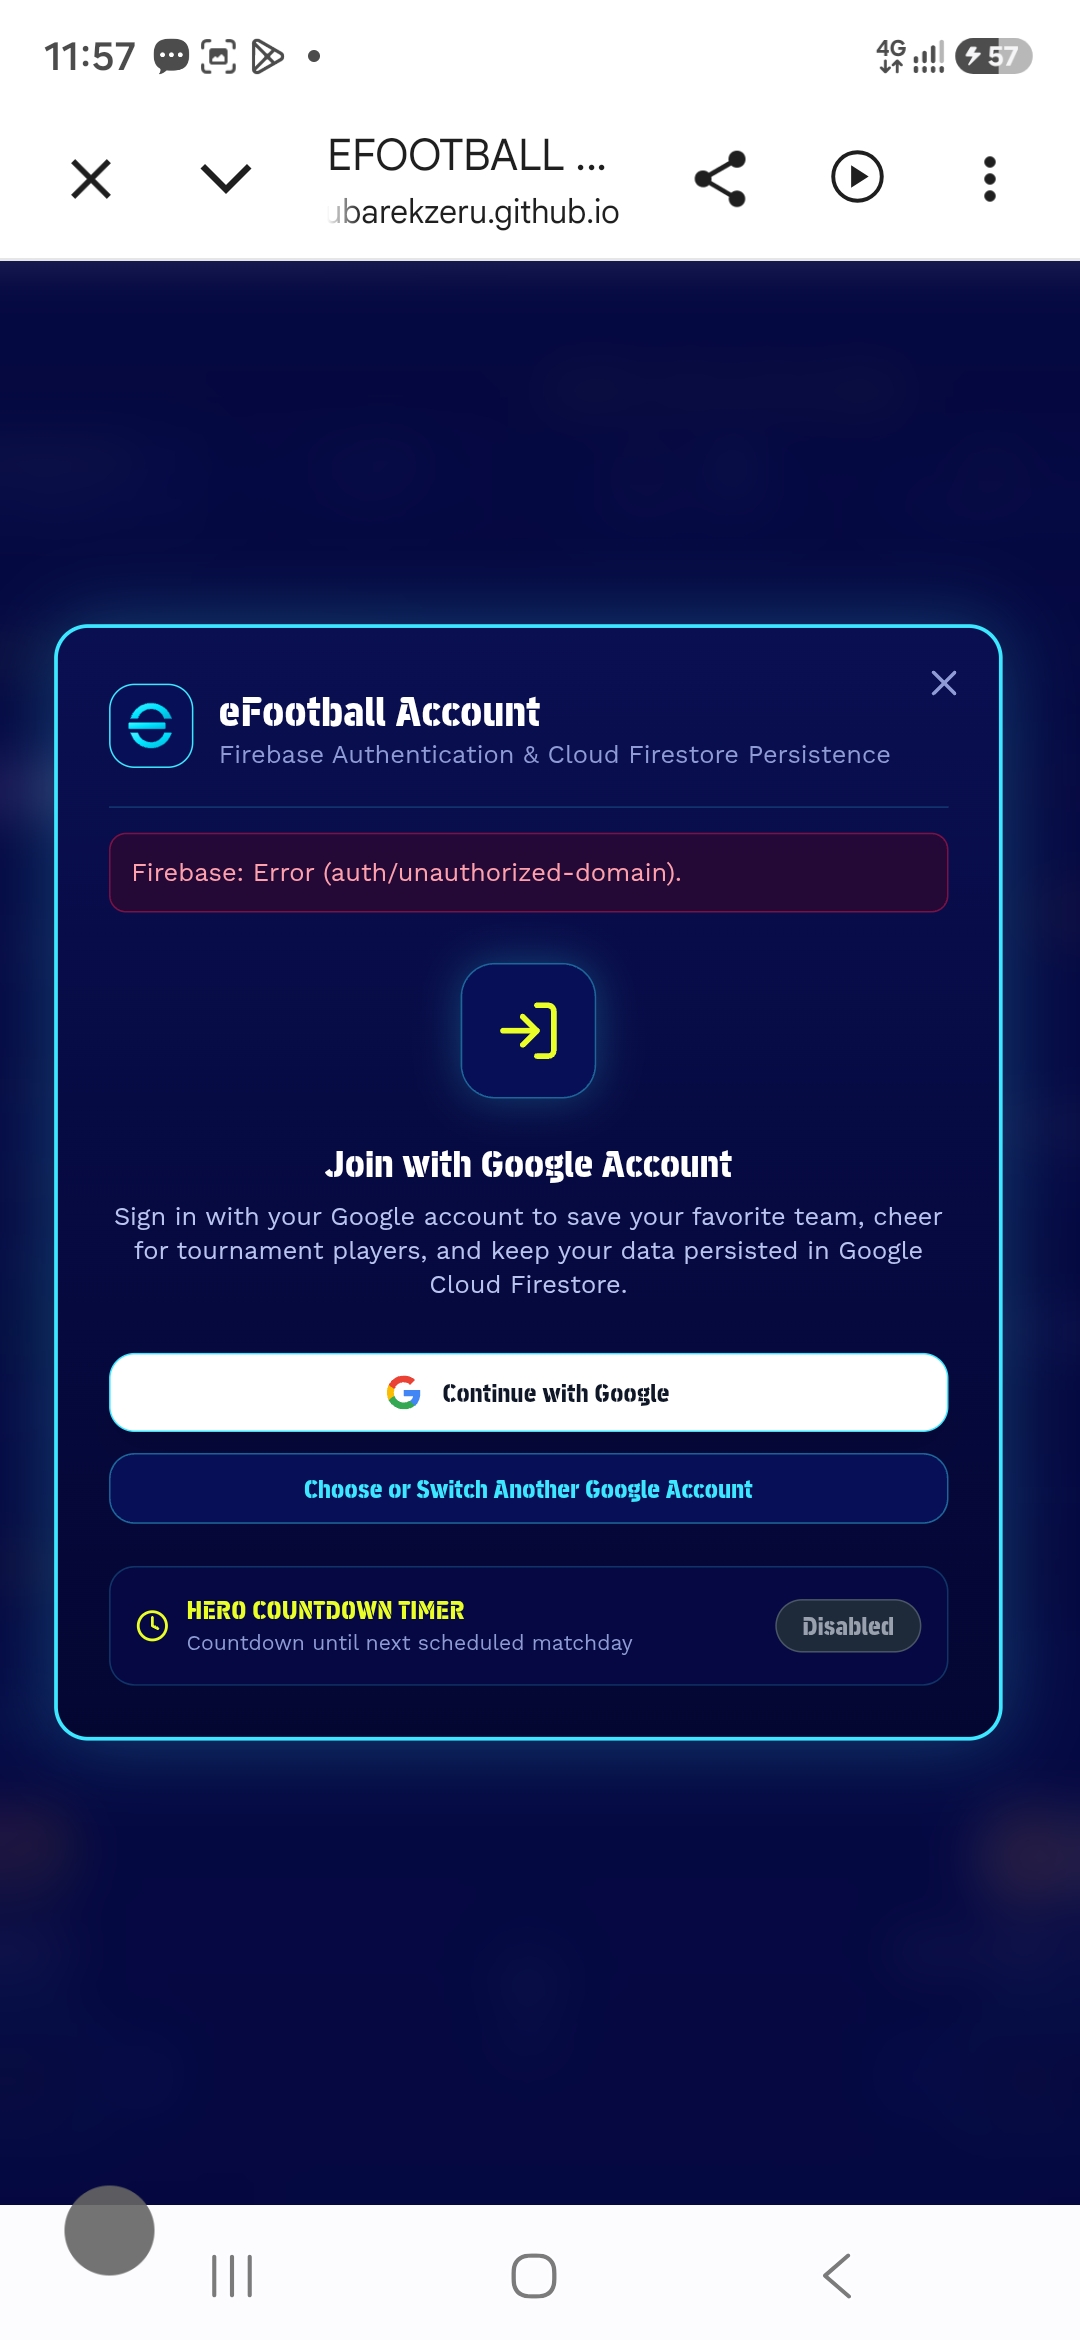 11:57
4G
57
EFOOTBALL ...
ubarekzeru.github.io
eFootball Account
Firebase Authentication & Cloud Firestore Persistence
Firebase: Error (auth/unauthorized-domain).
Join with Google Account
Sign in with your Google account to save your favorite team, cheer
for tournament players, and keep your data persisted in Google
Cloud Firestore.
Continue with Google
Choose or Switch Another Google Account
HERO COUNTDOWN TIMER
Countdown until next scheduled matchday
Disabled